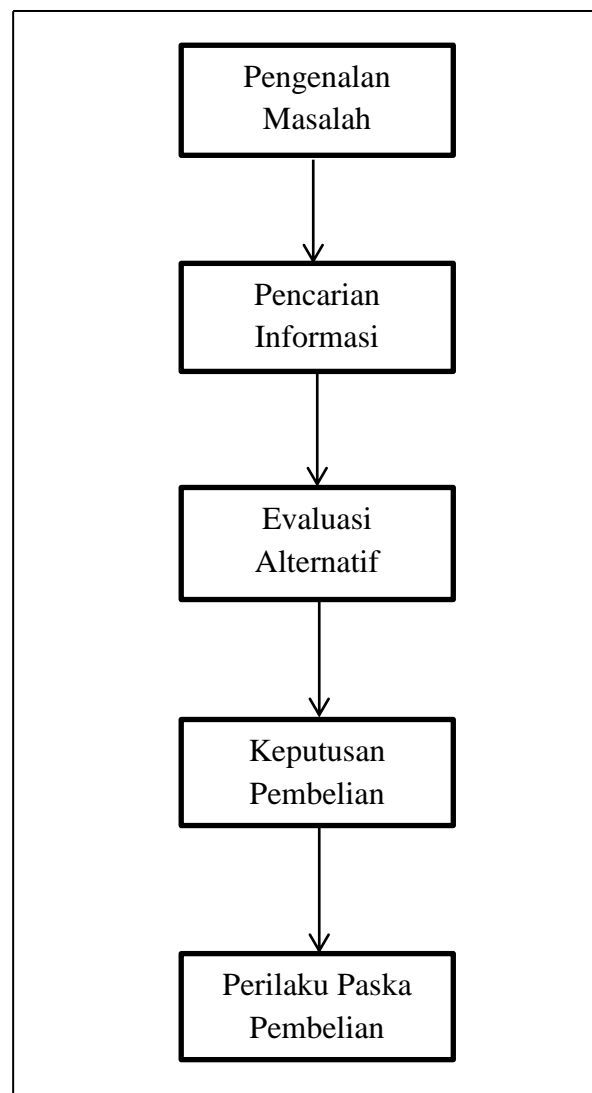 Pengenalan
Masalah
Pencarian
Informasi
Evaluasi
Alternatif
Keputusan
Pembelian
Perilaku Paska
Pembelian